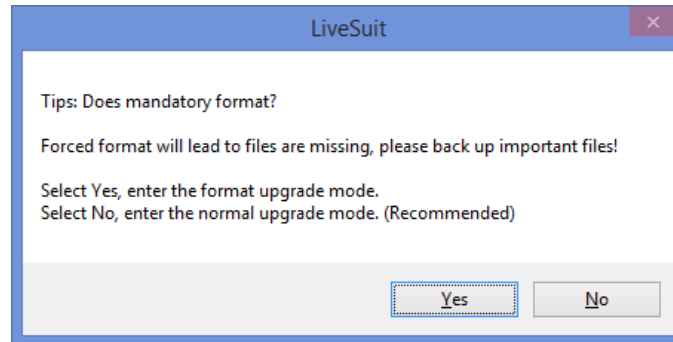 LiveSuit
Tips: Does mandatory format?
Forced format will lead to files are missing, please back up important files!
Select Yes, enter the format upgrade mode.
Select No, enter the normal upgrade mode. (Recommended)
Yes
No